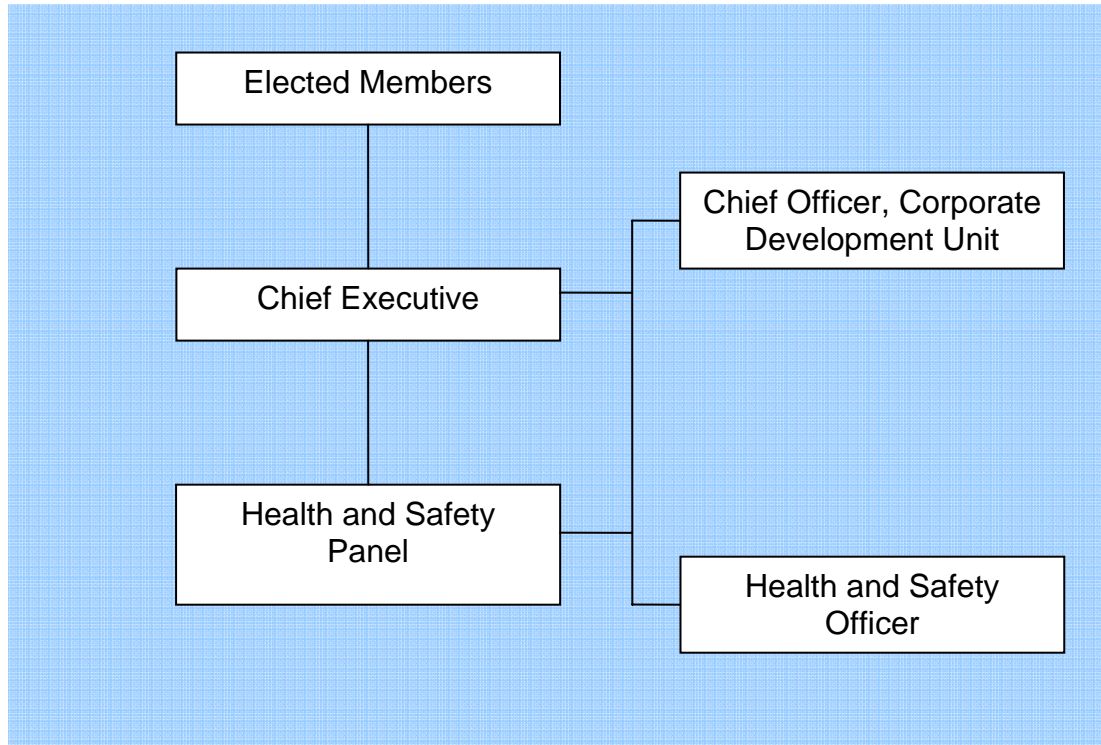 Elected Members
Chief Officer, Corporate
Development Unit
Chief Executive
Health and Safety
Panel
Health and Safety
Officer